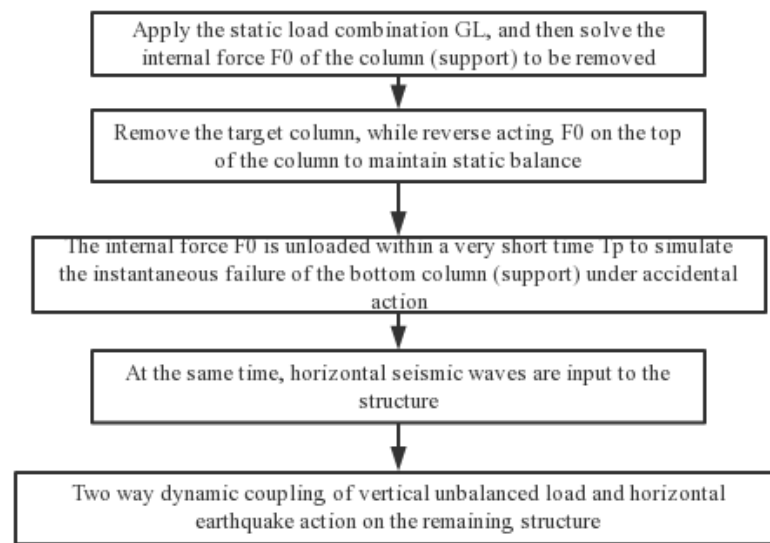 Apply the static load combination GL, and then solve the
internal force F0 of the column (support) to be removed
Remove the target column, while reverse acting F0 on the top
of the column to maintain static balance
The internal force F0 is unloaded within a very short time Tp to simulate
the instantaneous failure of the bottom column (support) under accidental
action
At the same time, horizontal seismic waves are input to the
structure
Two way dynamic coupling of vertical unbalanced load and horizontal
earthquake action on the remaining structure